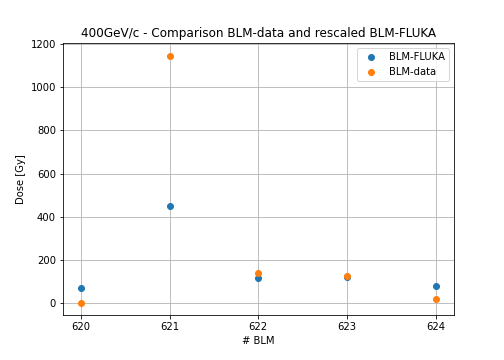 400GeV/c - Comparison BLM-data and rescaled BLM-FLUKA
BLM-FLUKA
BLM-data
1200
1000
800
600
400
200
0
Dose [Gy]
620 621 622 623 624
# BLM